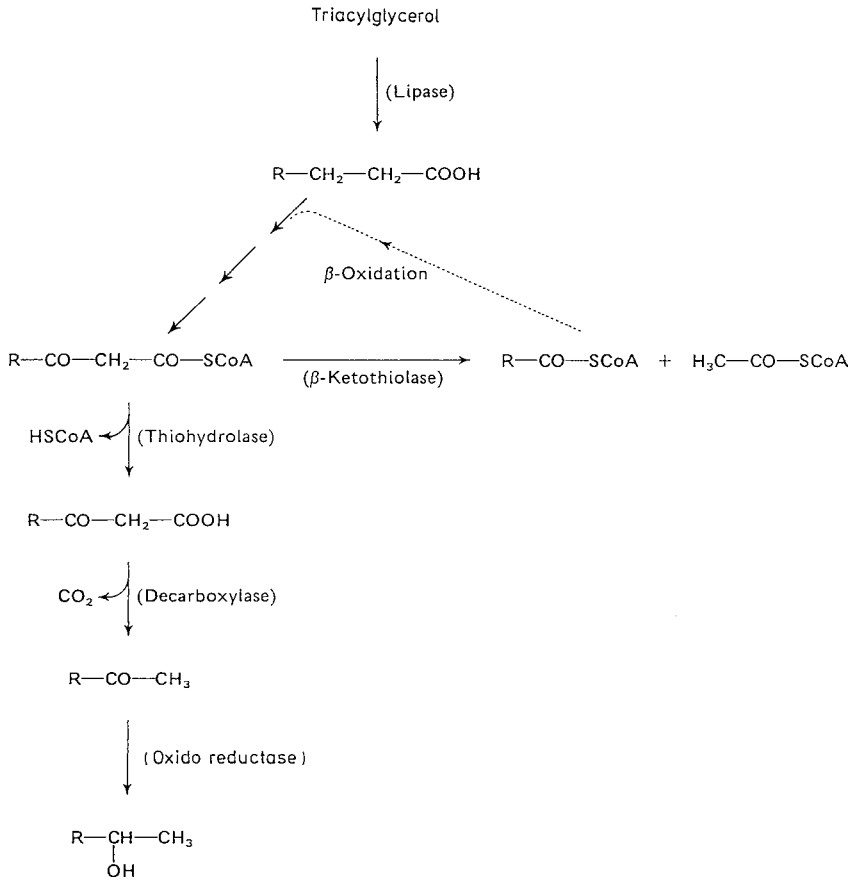 Triacylglycerol
(Lipase)
R—CH₂—CH₂—COOH
β-Oxidation
R—CO—CH₂—CO—SCoA (β-Ketothiolase) R—CO—SCoA + H₃C—CO—SCoA
HSCoA (Thiohydrolase)
R—CO—CH₂—COOH
CO₂ (Decarboxylase)
R—CO—CH₃
(Oxido reductase)
R—CH—CH₃
OH